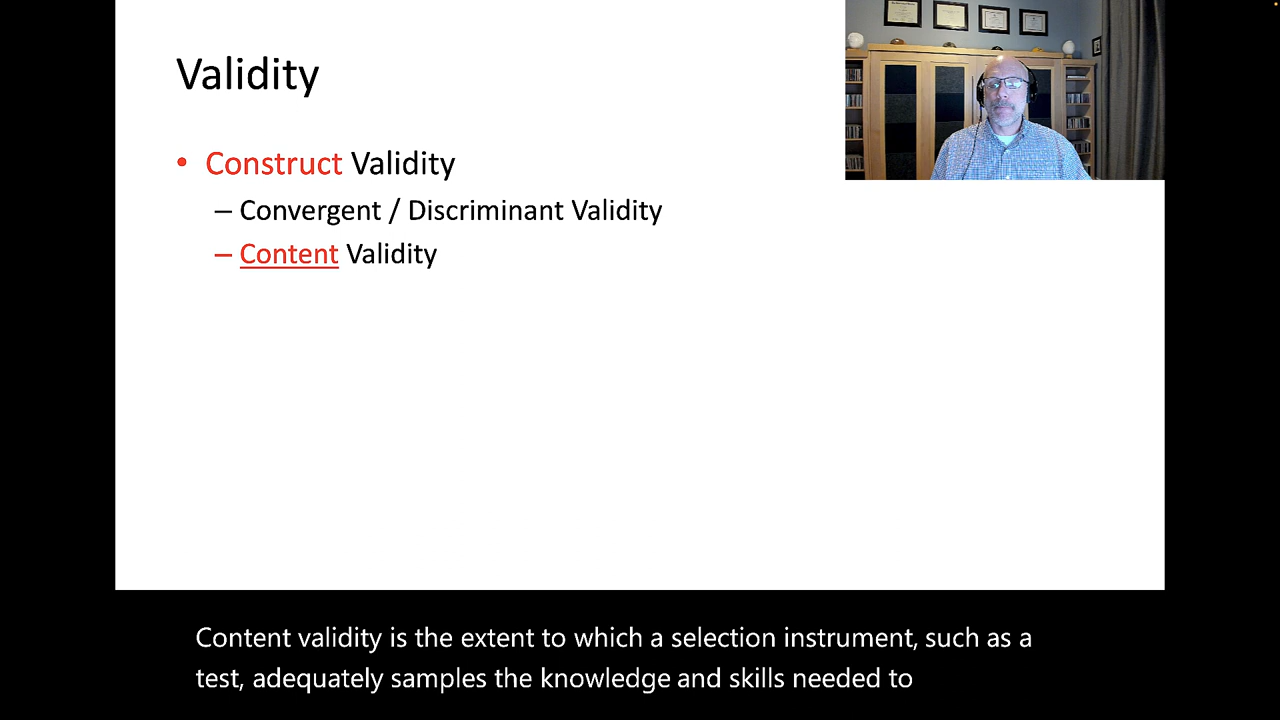 Validity
• Construct Validity
– Convergent / Discriminant Validity
– Content Validity
Content validity is the extent to which a selection instrument, such as a
test, adequately samples the knowledge and skills needed to